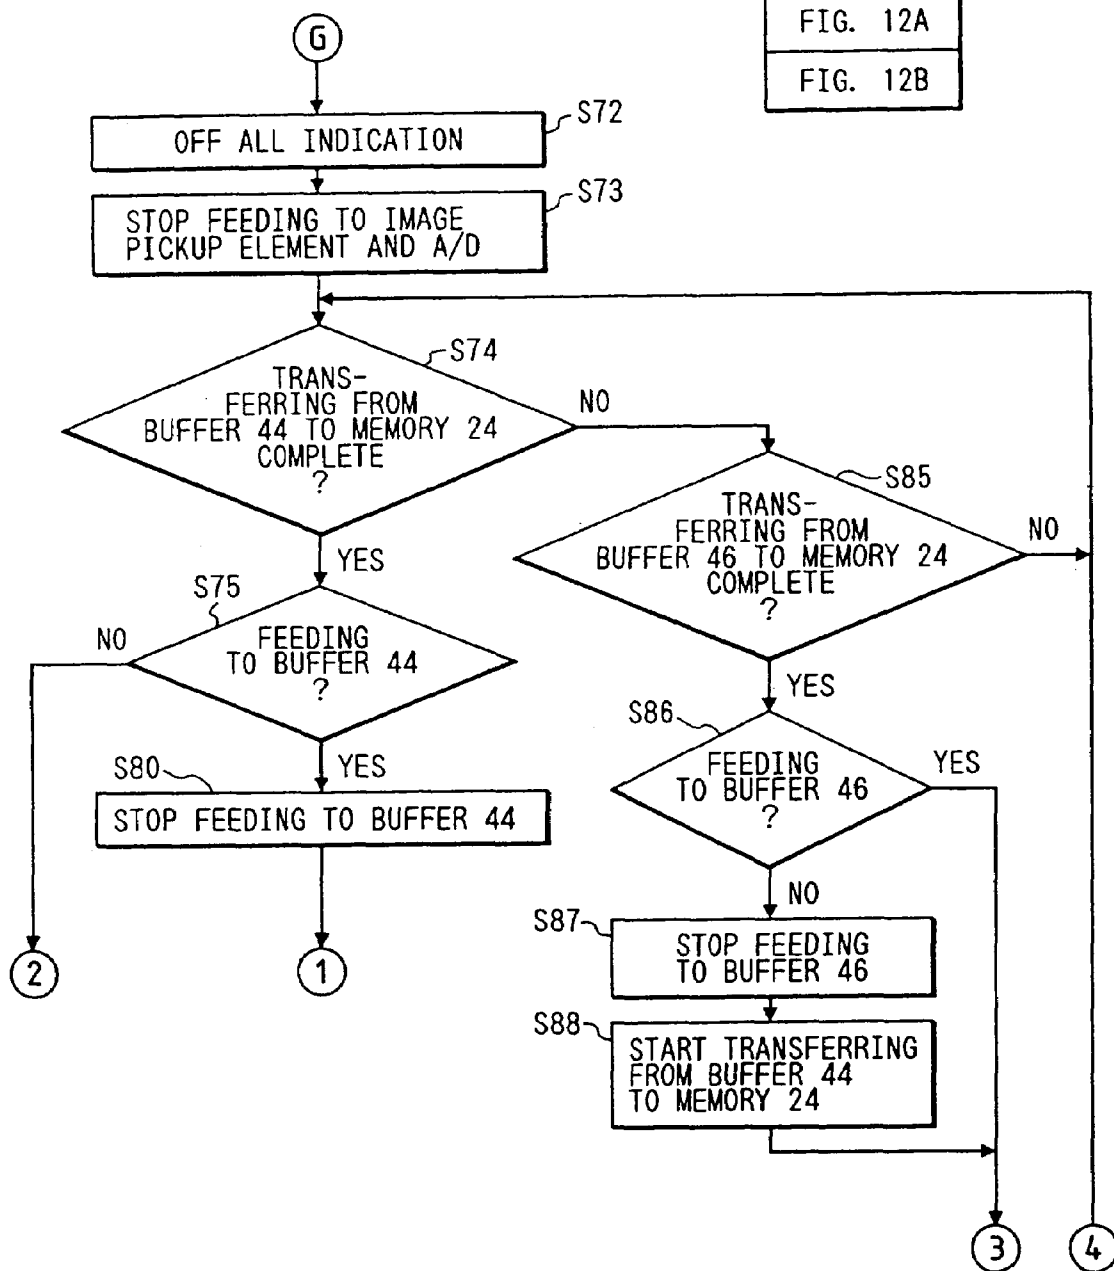 FIG. 12A
FIG. 12B
G
S72
OFF ALL INDICATION
S73
STOP FEEDING TO IMAGE
PICKUP ELEMENT AND A/D
S74
TRANS-
FERRING FROM
BUFFER 44 TO MEMORY 24
COMPLETE
?
NO
YES
S85
TRANS-
FERRING FROM
BUFFER 46 TO MEMORY 24
COMPLETE
?
NO
YES
S75
FEEDING
TO BUFFER 44
?
NO
YES
S86
FEEDING
TO BUFFER 46
?
YES
NO
S80
STOP FEEDING TO BUFFER 44
S87
STOP FEEDING
TO BUFFER 46
2
1
S88
START TRANSFERRING
FROM BUFFER 44
TO MEMORY 24
3
4